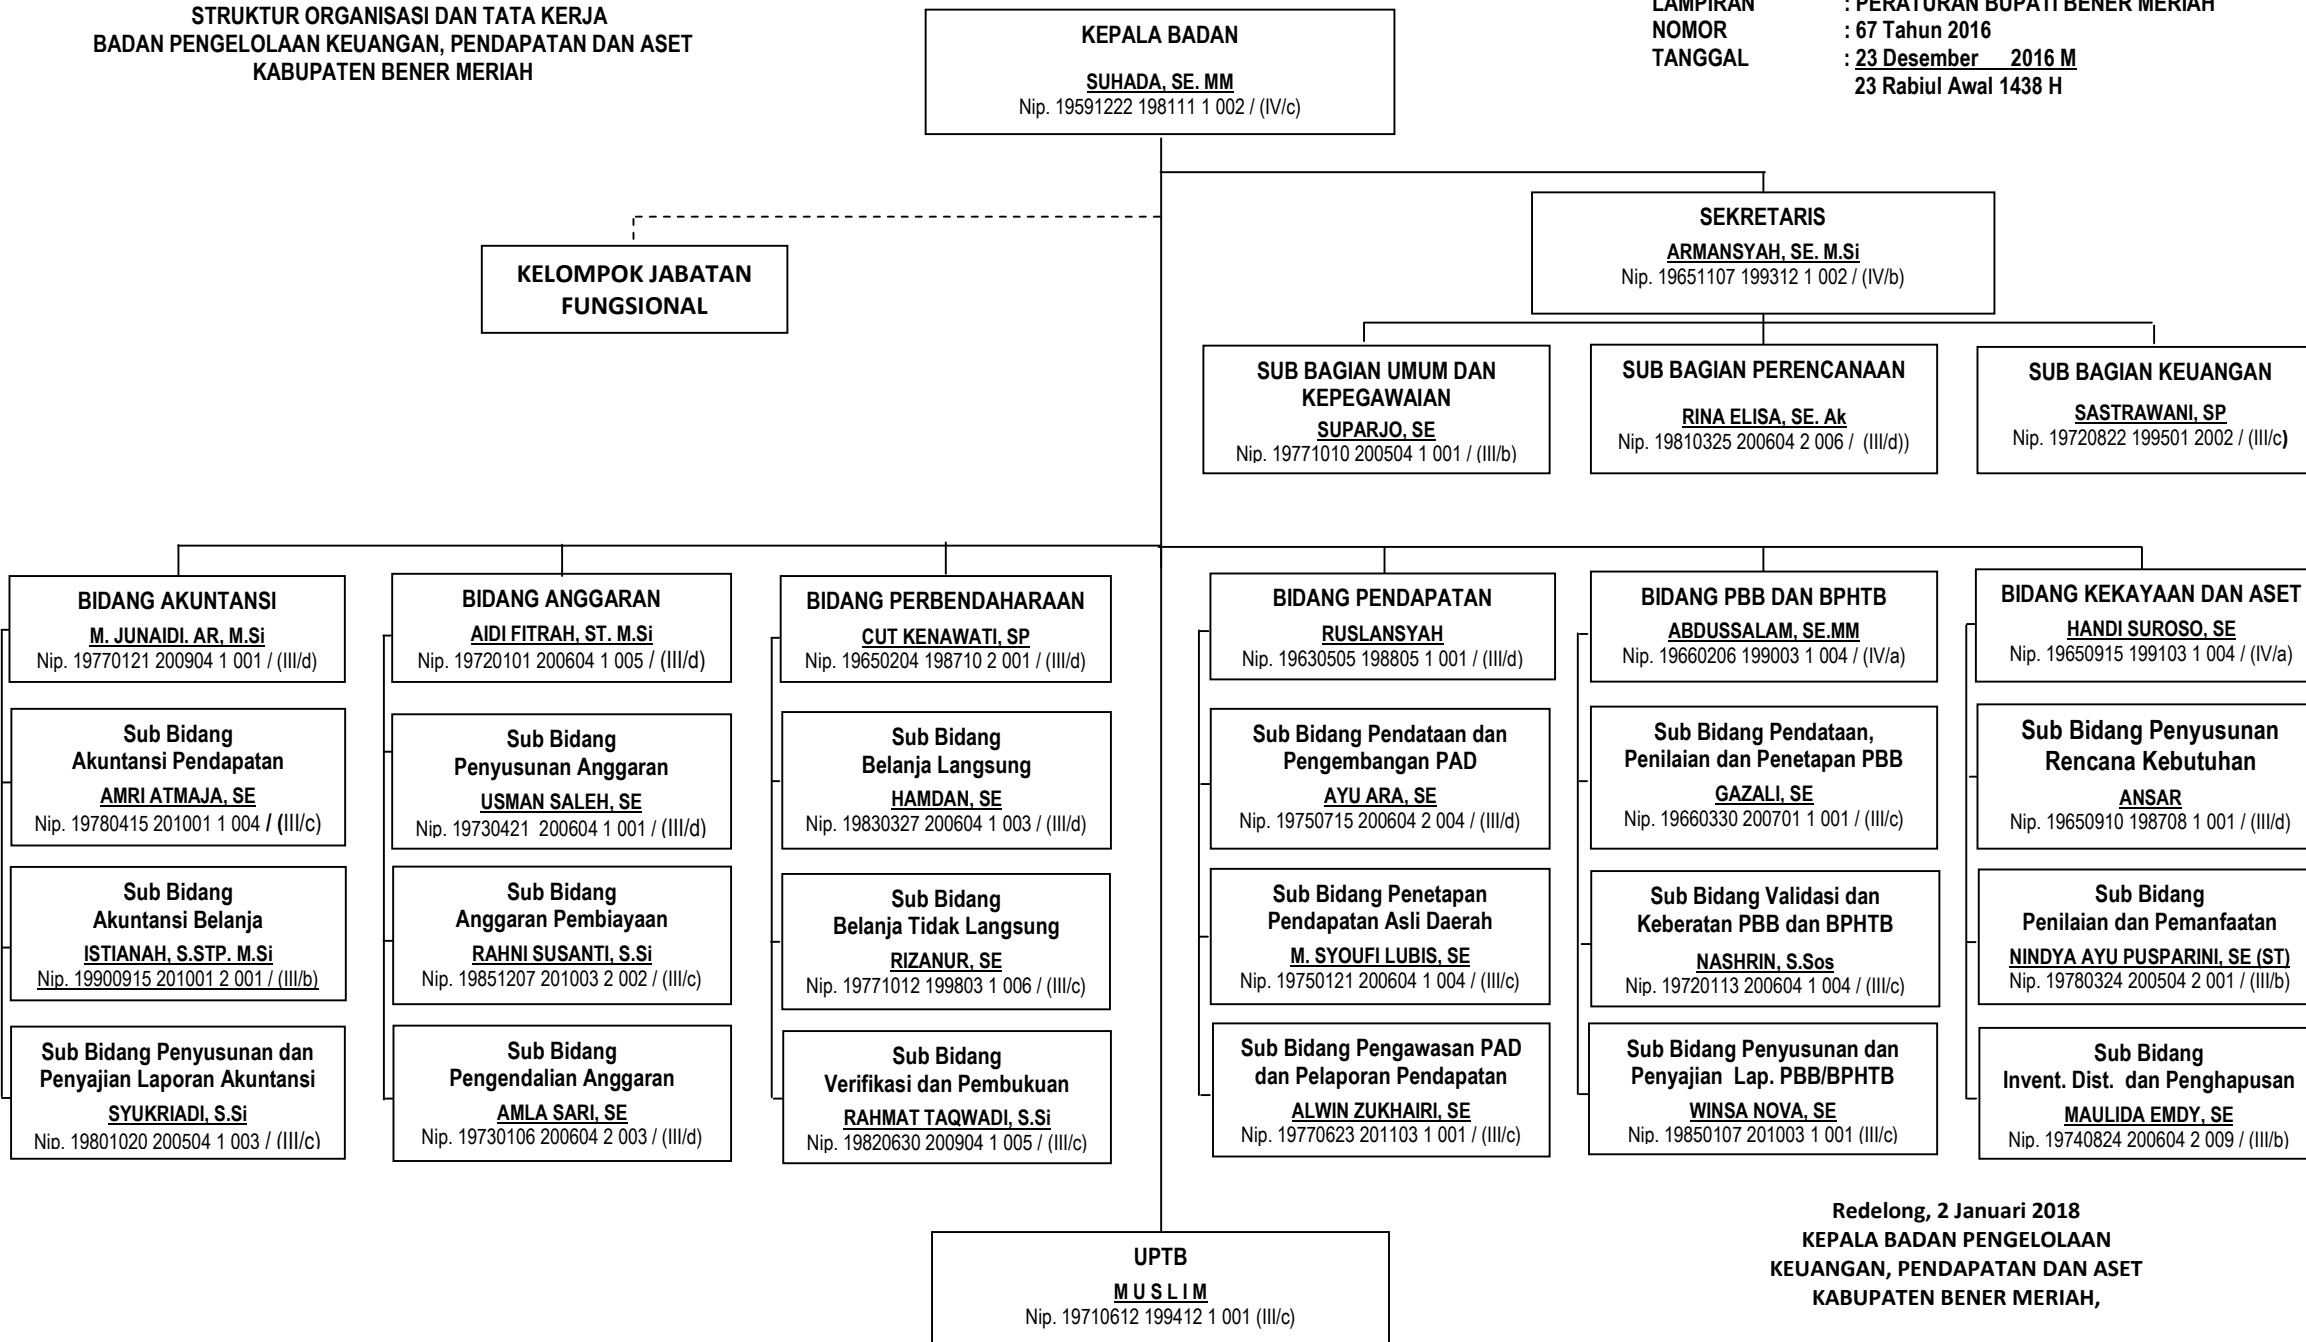 STRUKTUR ORGANISASI DAN TATA KERJA
BADAN PENGELOLAAN KEUANGAN, PENDAPATAN DAN ASET
KABUPATEN BENER MERIAH
LAMPIRAN : PERATURAN BUPATI BENER MERIAH
NOMOR : 67 Tahun 2016
TANGGAL : 23 Desember 2016 M
23 Rabiul Awal 1438 H
KEPALA BADAN
SUHADA, SE. MM
Nip. 19591222 198111 1 002 / (IV/c)
SEKRETARIS
ARMANSYAH, SE. M.Si
Nip. 19651107 199312 1 002 / (IV/b)
KELOMPOK JABATAN
FUNGSIONAL
SUB BAGIAN UMUM DAN
KEPEGAWAIAN
SUPARJO, SE
Nip. 19771010 200504 1 001 / (III/b)
SUB BAGIAN PERENCANAAN
RINA ELISA, SE. Ak
Nip. 19810325 200604 2 006 / (III/d))
SUB BAGIAN KEUANGAN
SASTRAWANI, SP
Nip. 19720822 199501 2002 / (III/c)
BIDANG AKUNTANSI
M. JUNAIDI. AR, M.Si
Nip. 19770121 200904 1 001 / (III/d)
Sub Bidang
Akuntansi Pendapatan
AMRI ATMAJA, SE
Nip. 19780415 201001 1 004 / (III/c)
Sub Bidang
Akuntansi Belanja
ISTIANAH, S.STP. M.Si
Nip. 19900915 201001 2 001 / (III/b)
Sub Bidang Penyusunan dan
Penyajian Laporan Akuntansi
SYUKRIADI, S.Si
Nip. 19801020 200504 1 003 / (III/c)
BIDANG ANGGARAN
AIDI FITRAH, ST. M.Si
Nip. 19720101 200604 1 005 / (III/d)
Sub Bidang
Penyusunan Anggaran
USMAN SALEH, SE
Nip. 19730421 200604 1 001 / (III/d)
Sub Bidang
Anggaran Pembiayaan
RAHNI SUSANTI, S.Si
Nip. 19851207 201003 2 002 / (III/c)
Sub Bidang
Pengendalian Anggaran
AMLA SARI, SE
Nip. 19730106 200604 2 003 / (III/d)
BIDANG PERBENDAHARAAN
CUT KENAWATI, SP
Nip. 19650204 198710 2 001 / (III/d)
Sub Bidang
Belanja Langsung
HAMDAN, SE
Nip. 19830327 200604 1 003 / (III/d)
Sub Bidang
Belanja Tidak Langsung
RIZANUR, SE
Nip. 19771012 199803 1 006 / (III/c)
Sub Bidang
Verifikasi dan Pembukuan
RAHMAT TAQWADI, S.Si
Nip. 19820630 200904 1 005 / (III/c)
BIDANG PENDAPATAN
RUSLANSYAH
Nip. 19630505 198805 1 001 / (III/d)
Sub Bidang Pendataan dan
Pengembangan PAD
AYU ARA, SE
Nip. 19750715 200604 2 004 / (III/d)
Sub Bidang Penetapan
Pendapatan Asli Daerah
M. SYOUFI LUBIS, SE
Nip. 19750121 200604 1 004 / (III/c)
Sub Bidang Pengawasan PAD
dan Pelaporan Pendapatan
ALWIN ZUKHAIRI, SE
Nip. 19770623 201103 1 001 / (III/c)
BIDANG PBB DAN BPHTB
ABDUSSALAM, SE.MM
Nip. 19660206 199003 1 004 / (IV/a)
Sub Bidang Pendataan,
Penilaian dan Penetapan PBB
GAZALI, SE
Nip. 19660330 200701 1 001 / (III/c)
Sub Bidang Validasi dan
Keberatan PBB dan BPHTB
NASHRIN, S.Sos
Nip. 19720113 200604 1 004 / (III/c)
Sub Bidang Penyusunan dan
Penyajian Lap. PBB/BPHTB
WINSA NOVA, SE
Nip. 19850107 201003 1 001 (III/c)
BIDANG KEKAYAAN DAN ASET
HANDI SUROSO, SE
Nip. 19650915 199103 1 004 / (IV/a)
Sub Bidang Penyusunan
Rencana Kebutuhan
ANSAR
Nip. 19650910 198708 1 001 / (III/d)
Sub Bidang
Penilaian dan Pemanfaatan
NINDYA AYU PUSPARINI, SE (ST)
Nip. 19780324 200504 2 001 / (III/b)
Sub Bidang
Invent. Dist. dan Penghapusan
MAULIDA EMDY, SE
Nip. 19740824 200604 2 009 / (III/b)
UPTB
M U S L I M
Nip. 19710612 199412 1 001 (III/c)
Redelong, 2 Januari 2018
KEPALA BADAN PENGELOLAAN
KEUANGAN, PENDAPATAN DAN ASET
KABUPATEN BENER MERIAH,